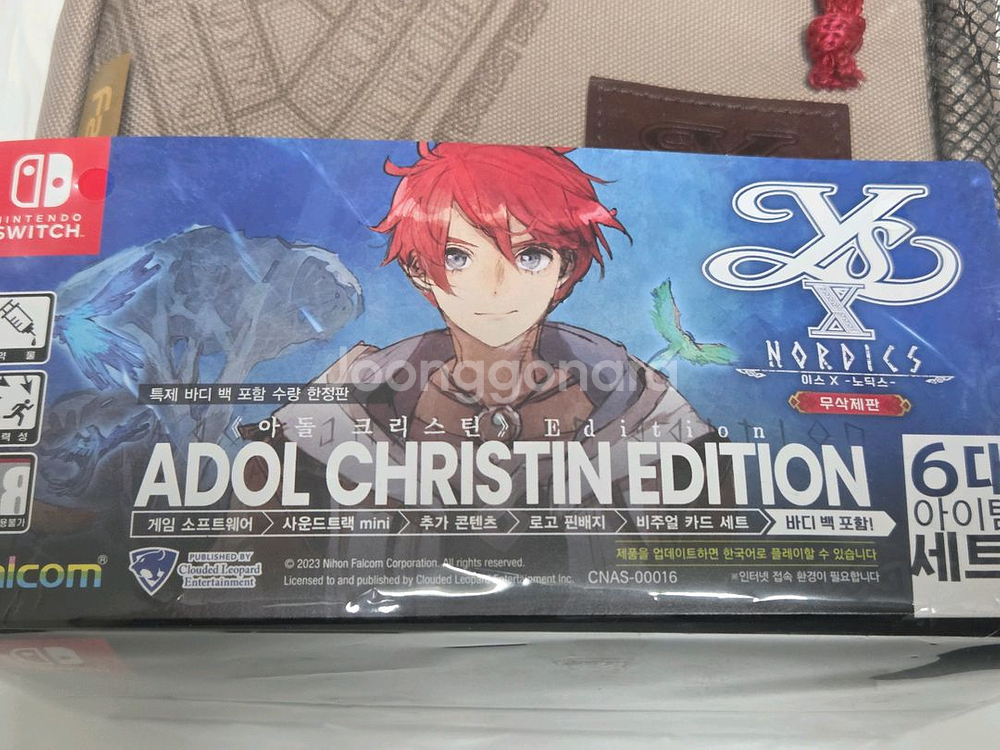 NINTENDO
SWITCH
YS
X
NORDICS
이스 X -노딕스-
무삭제판
joonggonara
특제 바디 백 포함 수량 한정판
《아돌 크리스틴》 Edition
ADOL CHRISTIN EDITION
게임 소프트웨어 사운드트랙 mini 추가 콘텐츠 로고 핀배지 비주얼 카드 세트 바디 백 포함!
6대
아이템
세트
물
력성
용불가
제품을 업데이트하면 한국어로 플레이할 수 있습니다
※인터넷 접속 환경이 필요합니다
alcom®
PUBLISHED BY
Clouded Leopard
Entertainment
© 2023 Nihon Falcom Corporation. All rights reserved.
Licensed to and published by Clouded Leopard Entertainment Inc.
CNAS-00016